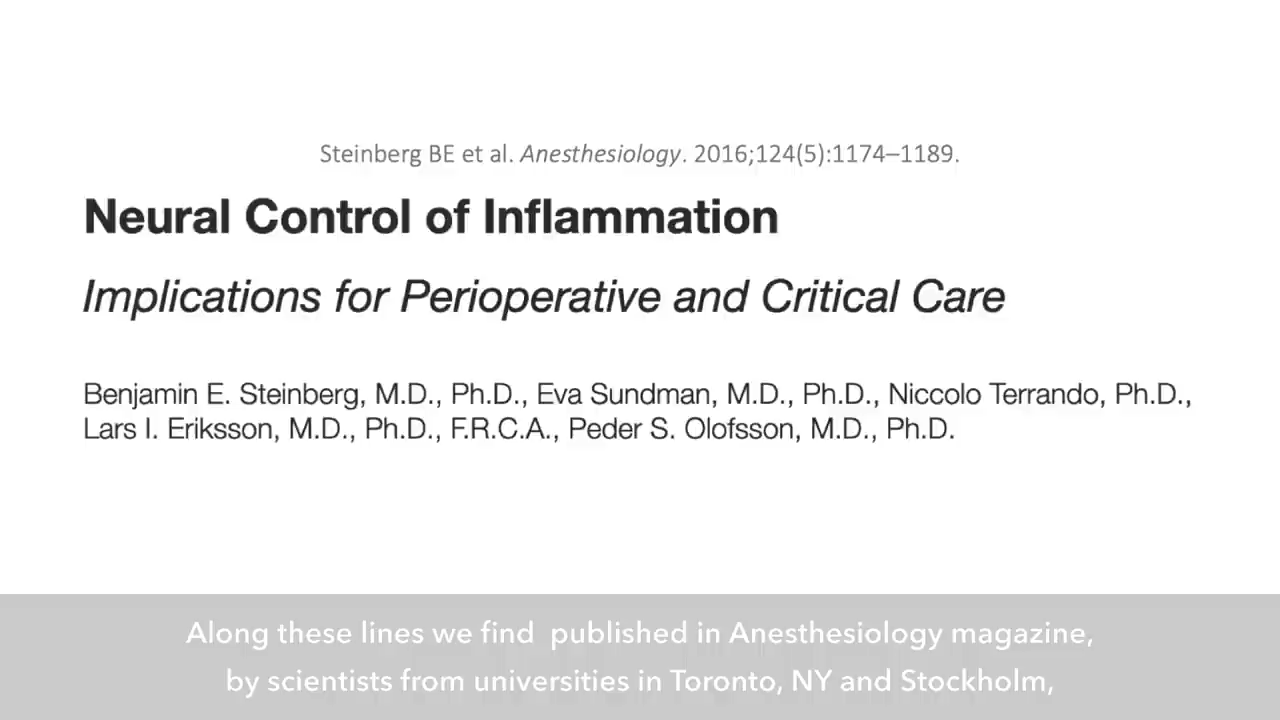 Steinberg BE et al. Anesthesiology. 2016;124(5):1174–1189.
Neural Control of Inflammation
Implications for Perioperative and Critical Care
Benjamin E. Steinberg, M.D., Ph.D., Eva Sundman, M.D., Ph.D., Niccolo Terrando, Ph.D.,
Lars I. Eriksson, M.D., Ph.D., F.R.C.A., Peder S. Olofsson, M.D., Ph.D.
Along these lines we find  published in Anesthesiology magazine,
by scientists from universities in Toronto, NY and Stockholm,